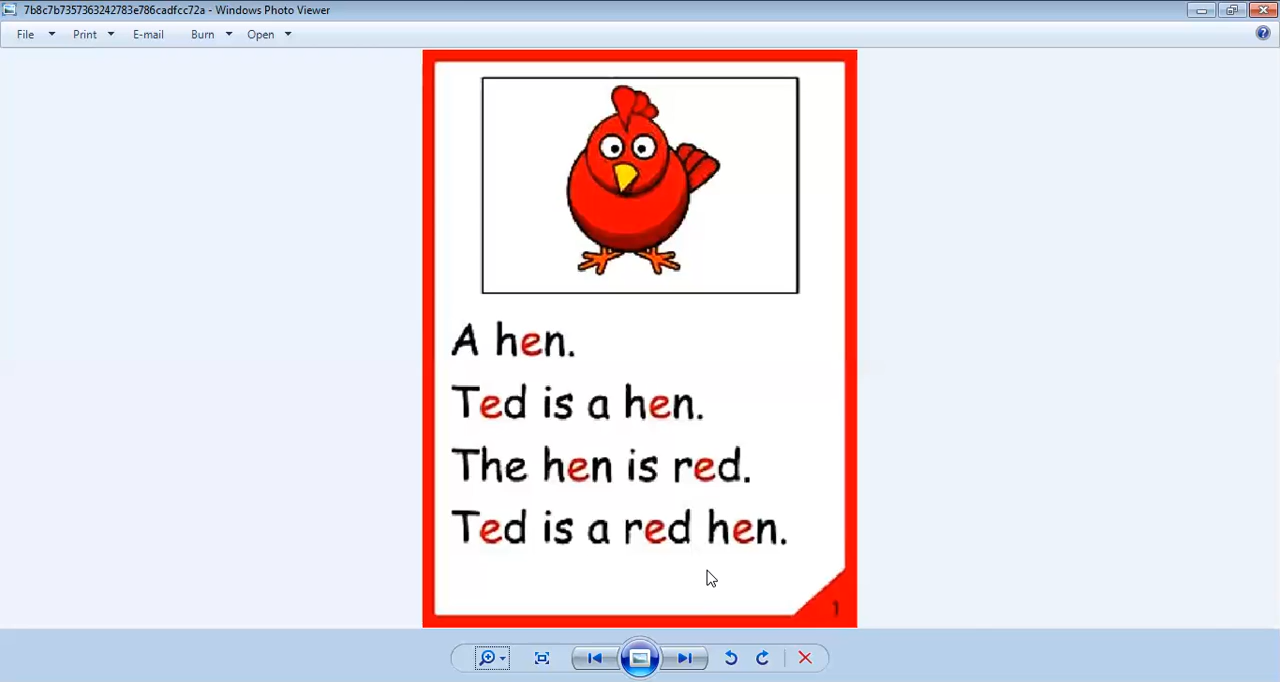 7b8c7b7357363242783e786cadfcc72a - Windows Photo Viewer
File Print E-mail Burn Open
A hen.
Ted is a hen.
The hen is red.
Ted is a red hen.
1